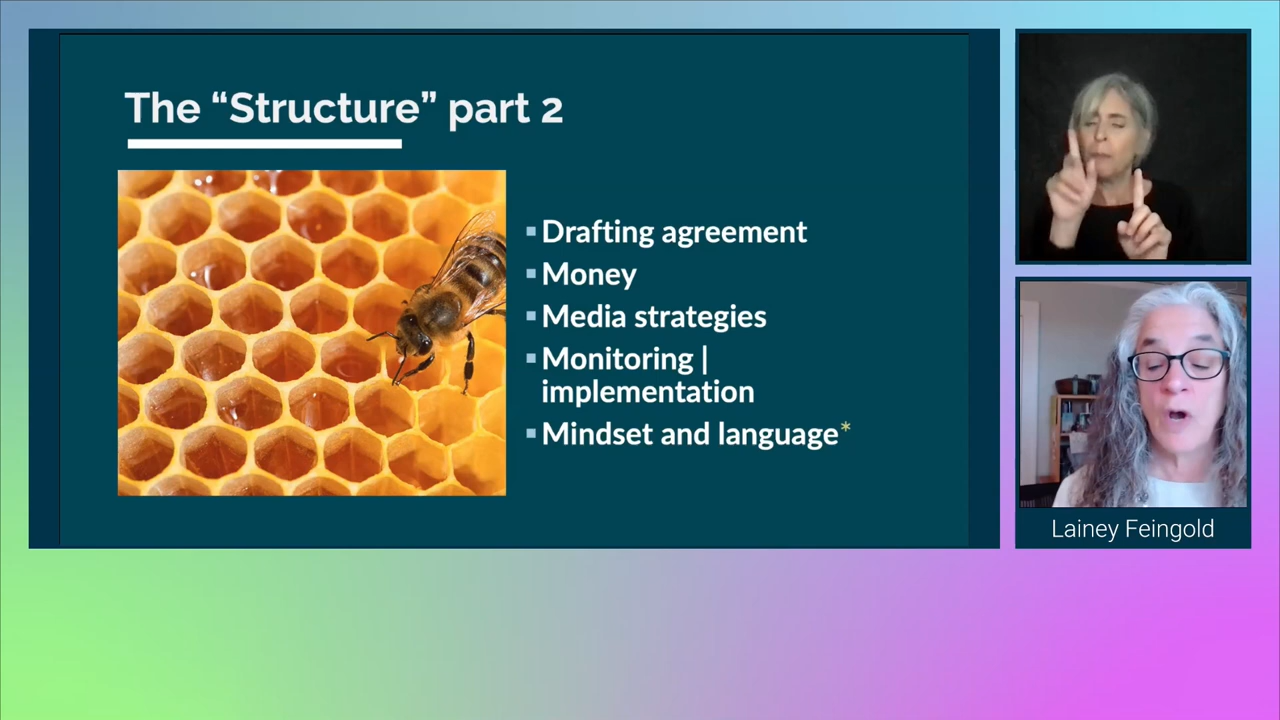 The “Structure” part 2
▪Drafting agreement
▪Money
▪Media strategies
▪Monitoring |
implementation
▪Mindset and language*
Lainey Feingold